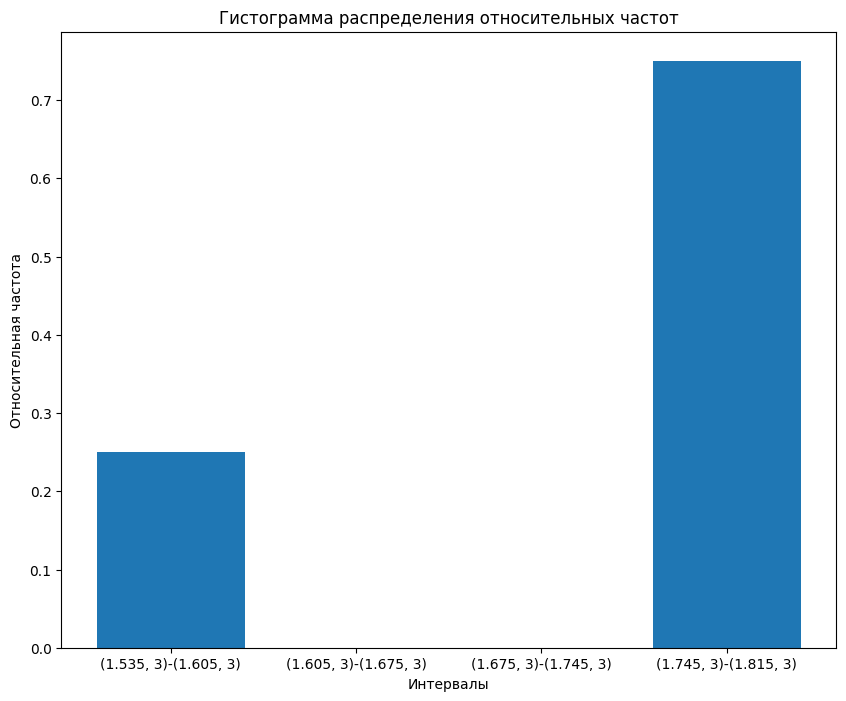 Гистограмма распределения относительных частот
Относительная частота
0.7
0.6
0.5
0.4
0.3
0.2
0.1
0.0
(1.535, 3)-(1.605, 3) (1.605, 3)-(1.675, 3) (1.675, 3)-(1.745, 3) (1.745, 3)-(1.815, 3)
Интервалы